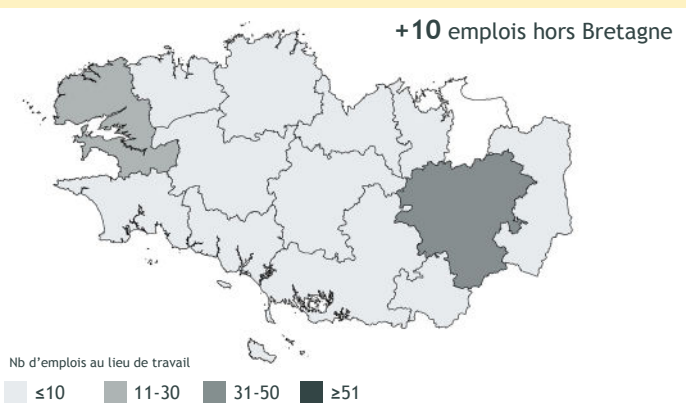 +10 emplois hors Bretagne
Nb d'emplois au lieu de travail
≤10 11-30 31-50 ≥51